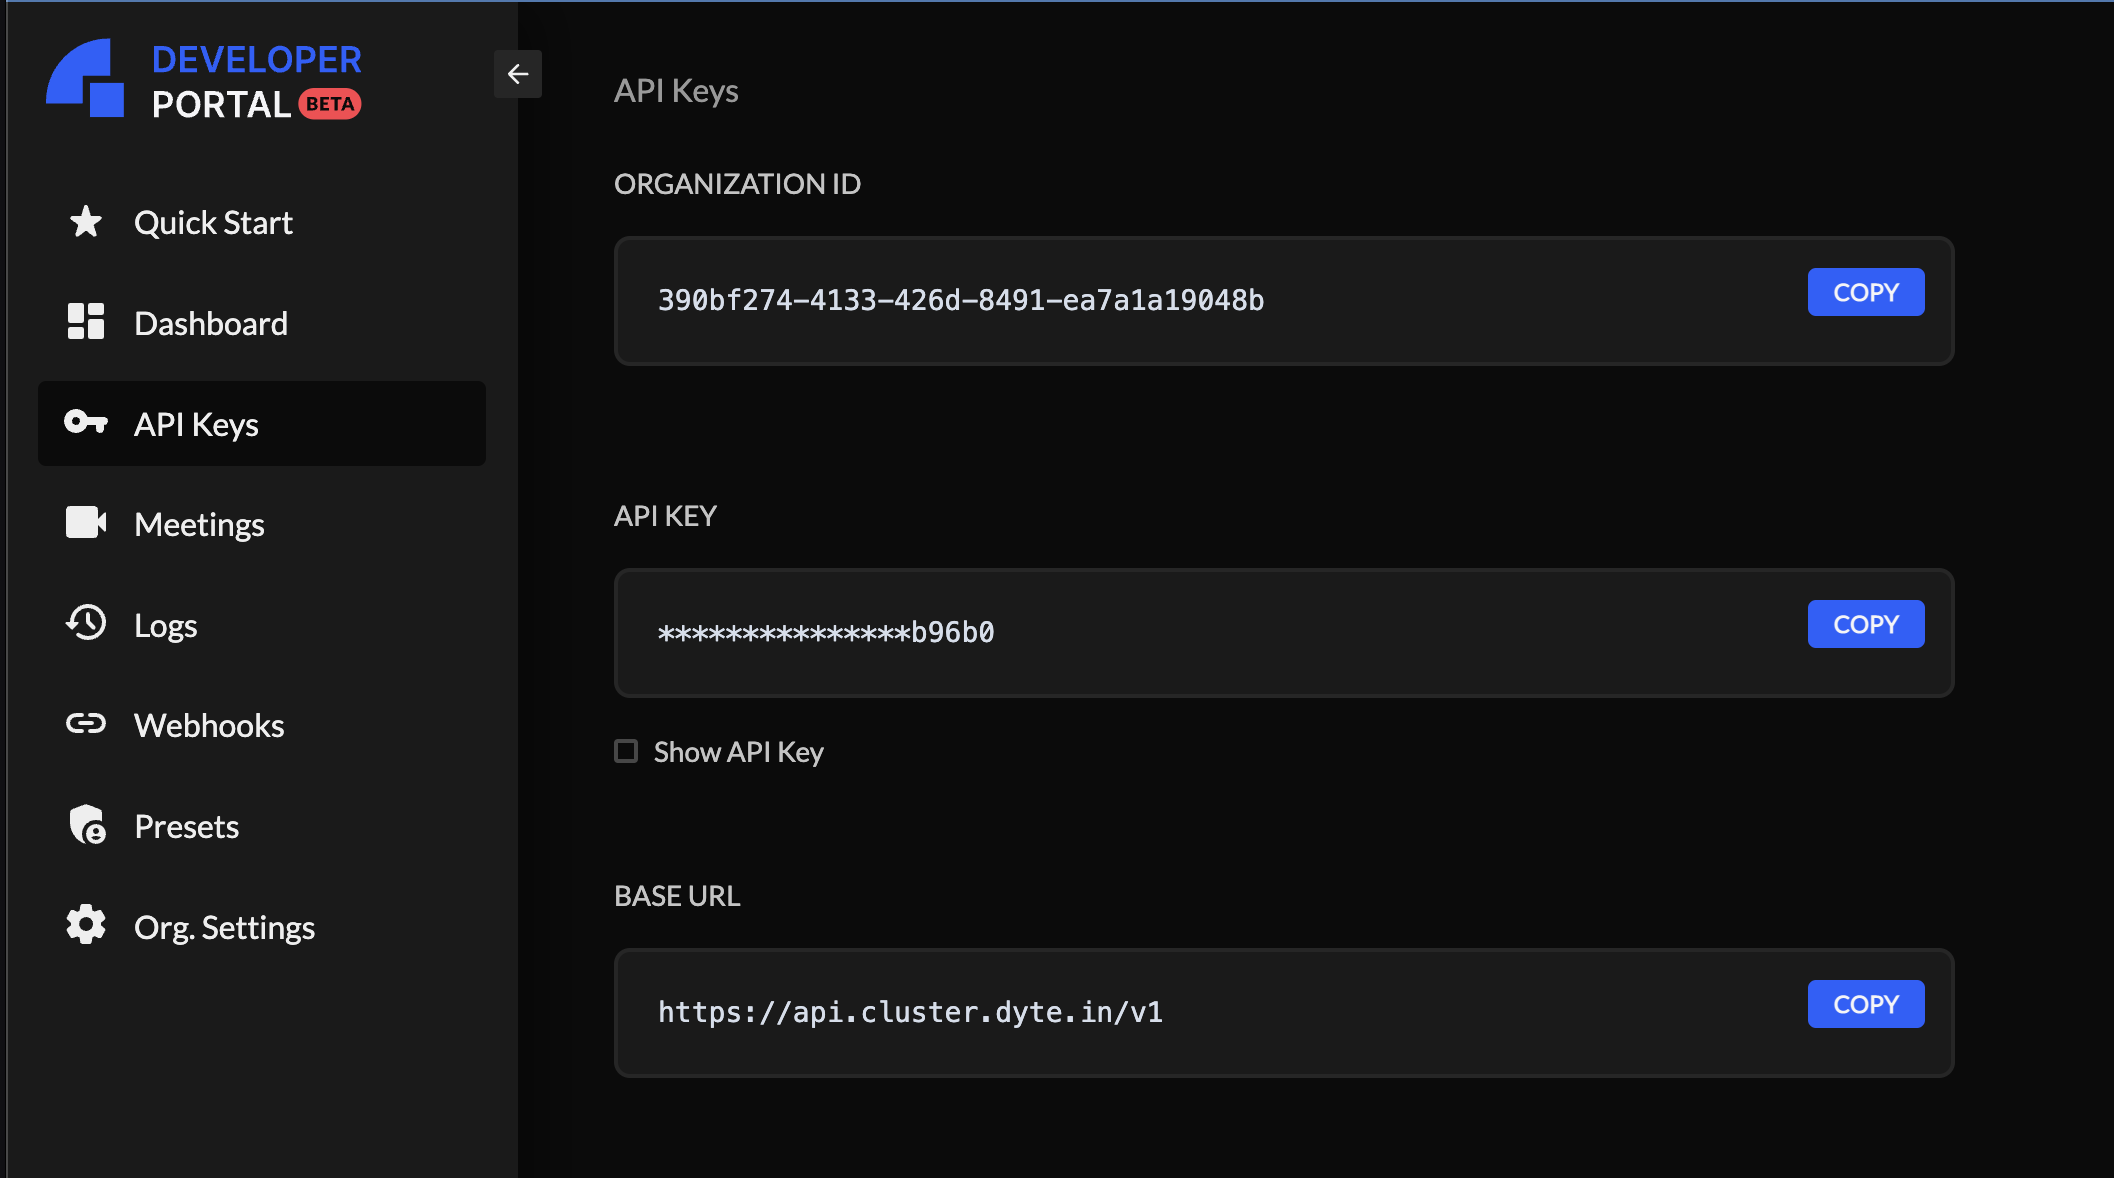 DEVELOPER
PORTAL BETA
Quick Start
Dashboard
API Keys
Meetings
Logs
Webhooks
Presets
Org. Settings
API Keys
ORGANIZATION ID
390bf274-4133-426d-8491-ea7a1a19048b
COPY
API KEY
***************b96b0
COPY
Show API Key
BASE URL
https://api.cluster.dyte.in/v1
COPY